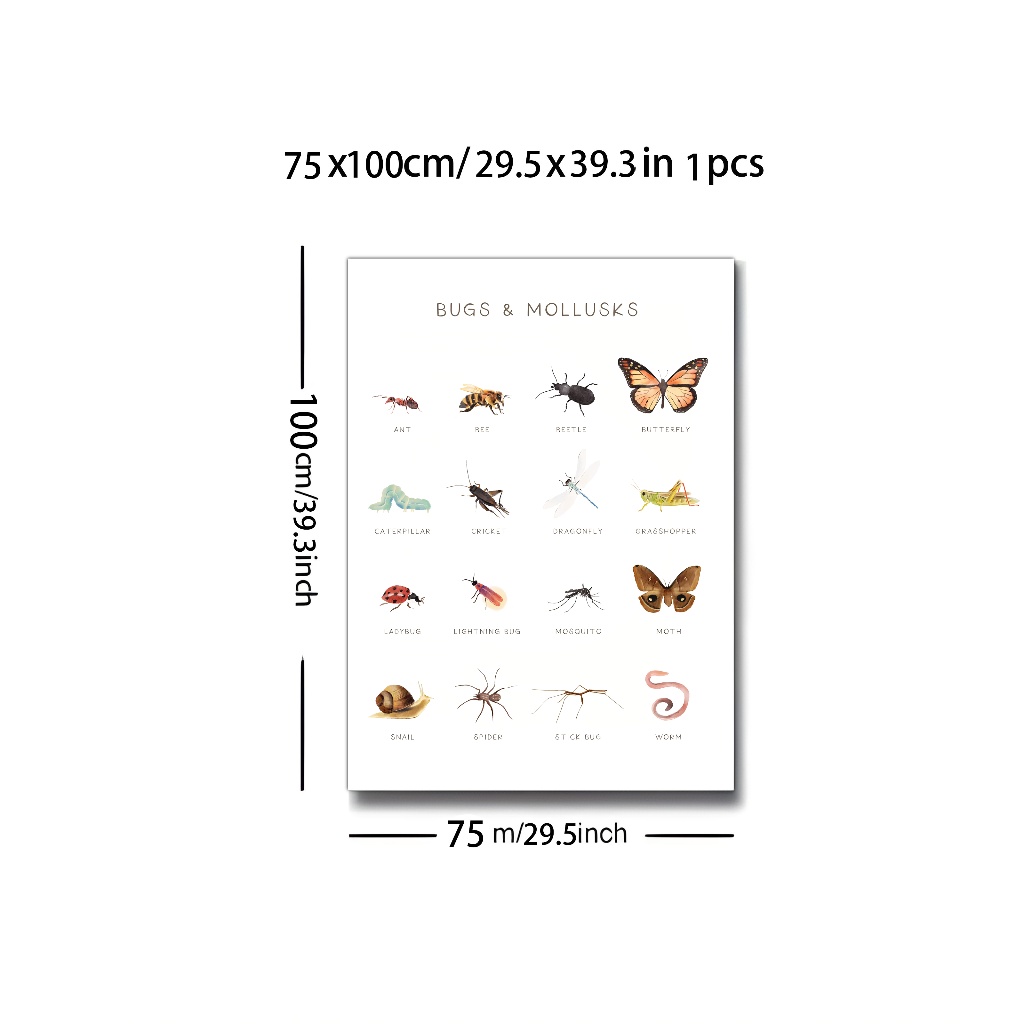 75x100cm/ 29.5x39.3in 1pcs
BUGS & MOLLUSKS
ANT BEE BEETLE BUTTERFLY
CATERPILLAR CRICKE DRAGONFLY GRASSHOPPER
LADYBUG LIGHTNING BUG MOSQUITO MOTH
SNAIL SPIDER STICK BUG WORM
100cm/39.3inch
75 m/29.5inch